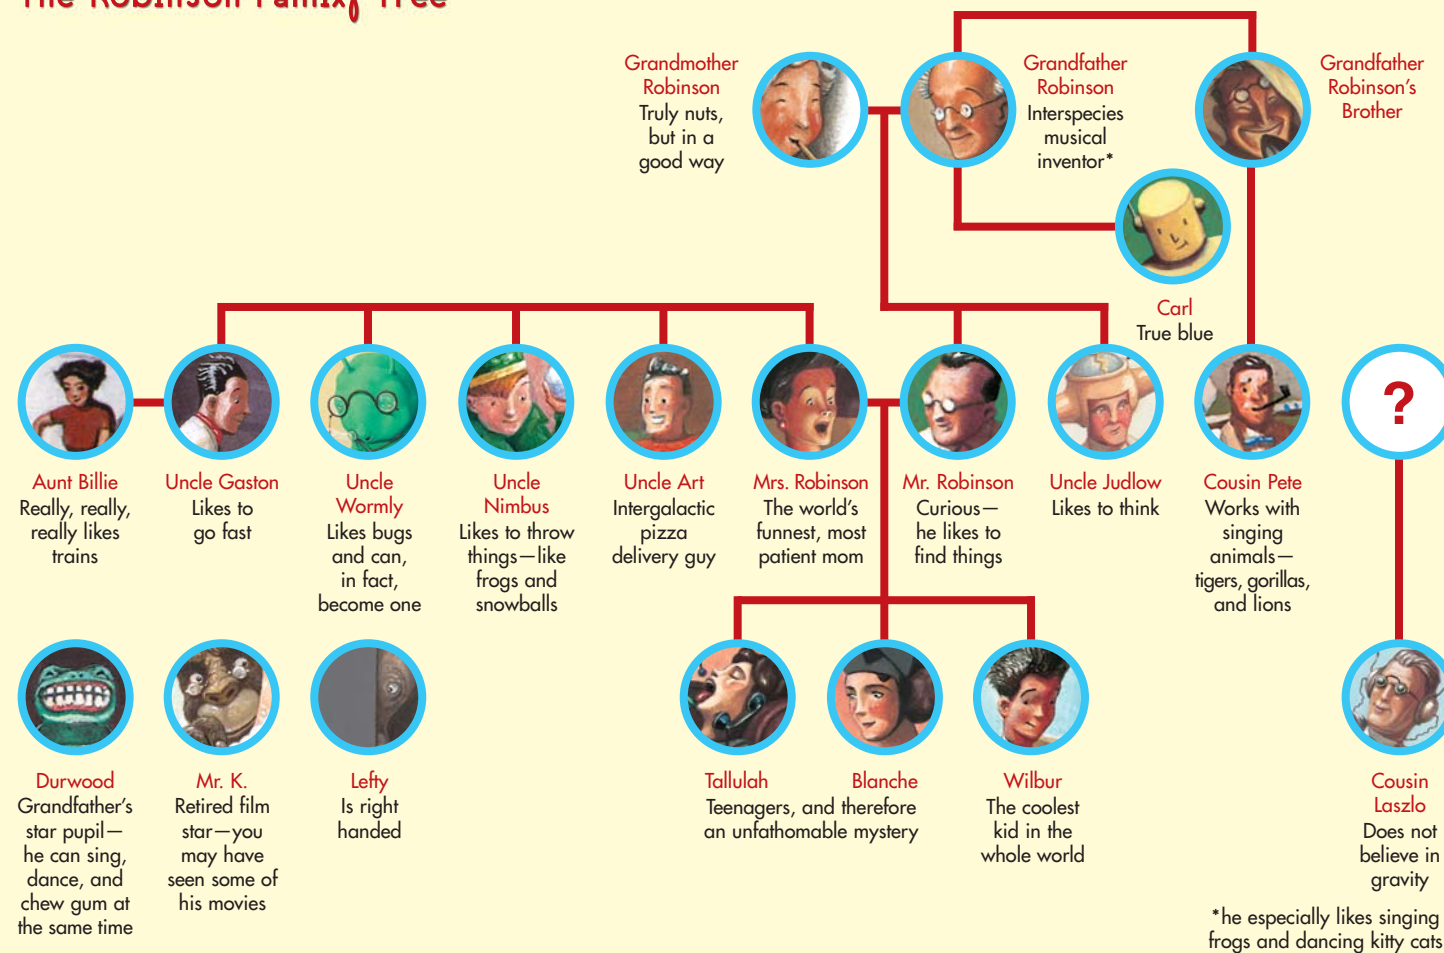 The Robinson Family Tree
Grandmother
Robinson
Truly nuts,
but in a
good way
Grandfather
Robinson
Interspecies
musical
inventor*
Grandfather
Robinson's
Brother
Carl
True blue
Aunt Billie
Really, really,
really likes
trains
Uncle Gaston
Likes to
go fast
Uncle
Wormly
Likes bugs
and can,
in fact,
become one
Uncle
Nimbus
Likes to throw
things—like
frogs and
snowballs
Uncle Art
Intergalactic
pizza
delivery guy
Mrs. Robinson
The world's
funnest, most
patient mom
Mr. Robinson
Curious—
he likes to
find things
Uncle Judlow
Likes to think
Cousin Pete
Works with
singing
animals—
tigers, gorillas,
and lions
?
Durwood
Grandfather's
star pupil—
he can sing,
dance, and
chew gum at
the same time
Mr. K.
Retired film
star—you
may have
seen some of
his movies
Lefty
Is right
handed
Tallulah
Blanche
Teenagers, and therefore
an unfathomable mystery
Wilbur
The coolest
kid in the
whole world
Cousin
Laszlo
Does not
believe in
gravity
*he especially likes singing
frogs and dancing kitty cats